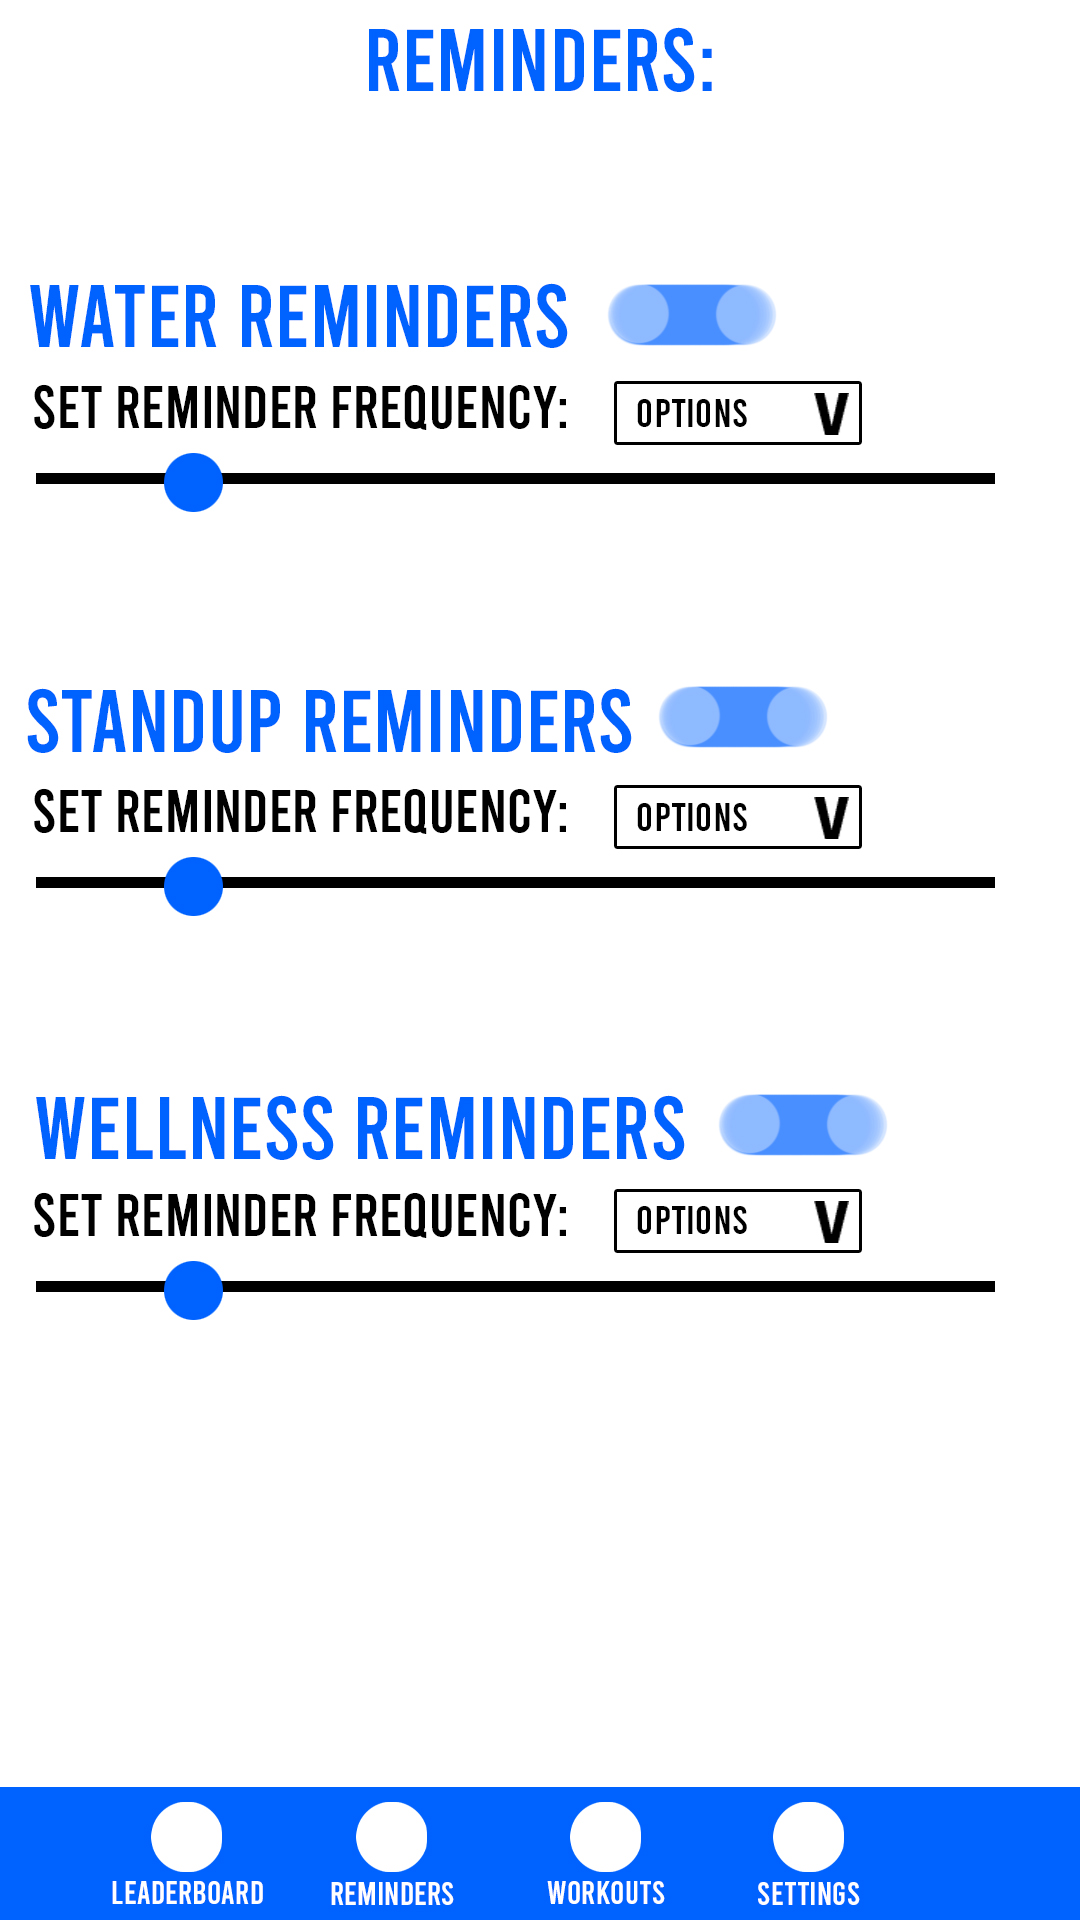 REMINDERS:
WATER REMINDERS
SET REMINDER FREQUENCY: OPTIONS V
STANDUP REMINDERS
SET REMINDER FREQUENCY: OPTIONS V
WELLNESS REMINDERS
SET REMINDER FREQUENCY: OPTIONS V
LEADERBOARD REMINDERS WORKOUTS SETTINGS